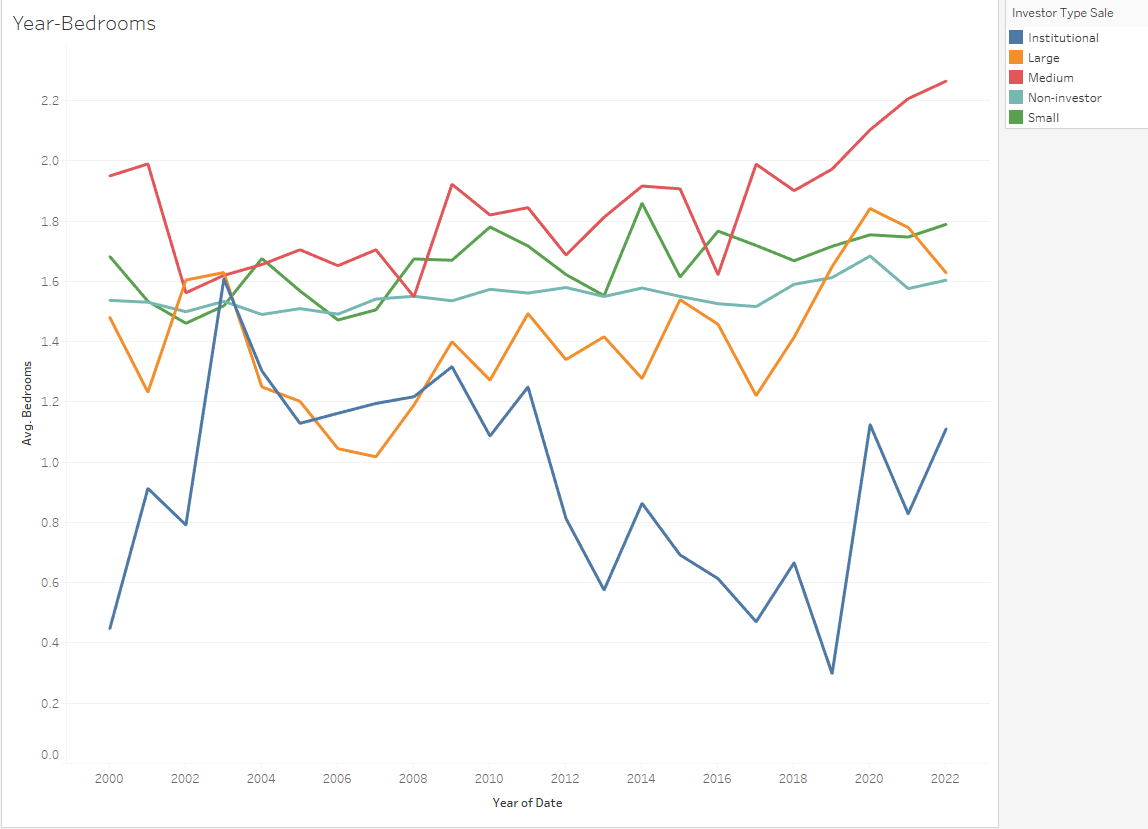 Year-Bedrooms
Investor Type Sale
Institutional
Large
Medium
Non-investor
Small
2.2
2.0
1.8
1.6
1.4
1.2
1.0
0.8
0.6
0.4
0.2
0.0
Avg. Bedrooms
2000 2002 2004 2006 2008 2010 2012 2014 2016 2018 2020 2022
Year of Date